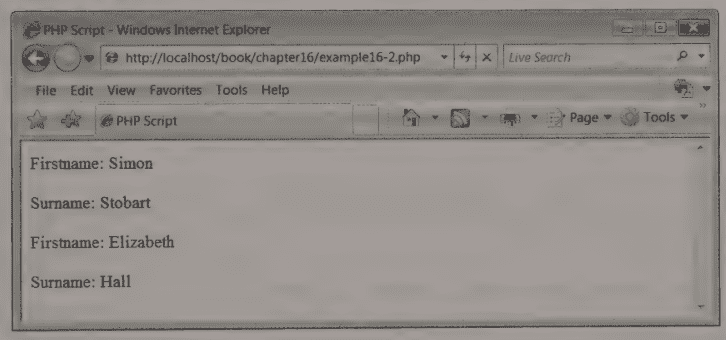 PHP Script - Windows Internet Explorer
http://localhost/book/chapter16/example16-2.php
Live Search
File Edit View Favorites Tools Help
PHP Script
Page
Tools
Firstname: Simon
Surname: Stobart
Firstname: Elizabeth
Surname: Hall